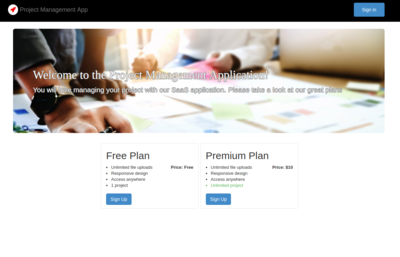 Project Management App
Sign in
Welcome to the Project Management Application!
You will be managing your project with our SaaS application. Please take a look at our great plans
Free Plan
Unlimited file uploads Price: Free
Responsive design
Access anywhere
1 project
Sign Up
Premium Plan
Unlimited file uploads Price: $10
Responsive design
Access anywhere
Unlimited project
Sign Up